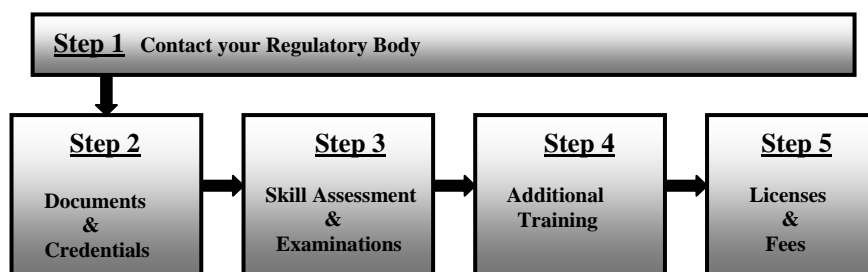 Step 1 Contact your Regulatory Body
Step 2
Documents
&
Credentials
Step 3
Skill Assessment
&
Examinations
Step 4
Additional
Training
Step 5
Licenses
&
Fees